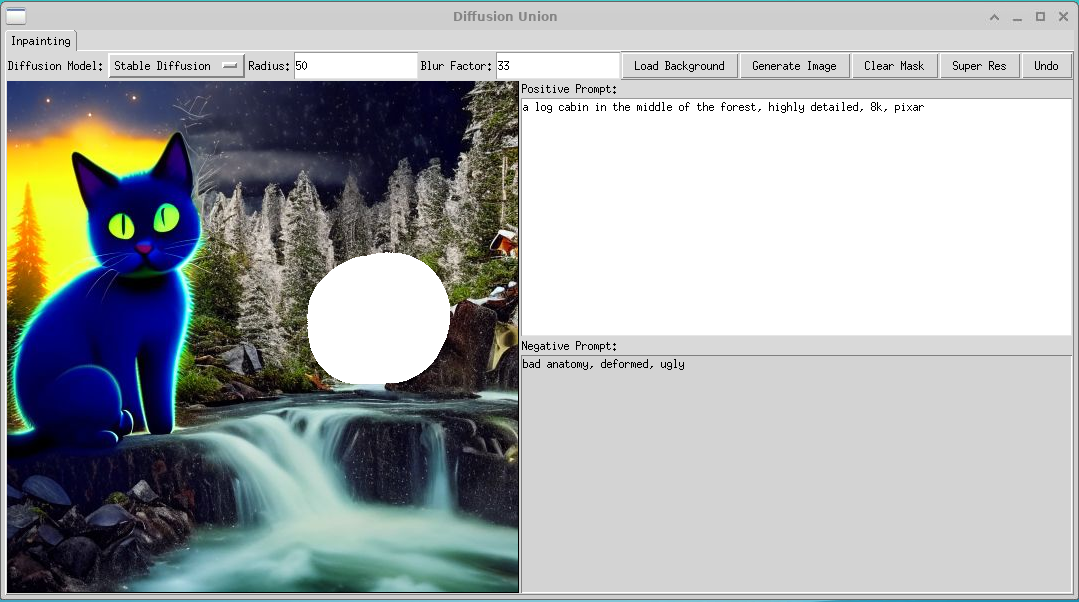 Diffusion Union
Inpainting
Diffusion Model: Stable Diffusion Radius: 50 Blur Factor: 33 Load Background Generate Image Clear Mask Super Res Undo
Positive Prompt:
a log cabin in the middle of the forest, highly detailed, 8k, pixar
Negative Prompt:
bad anatomy, deformed, ugly